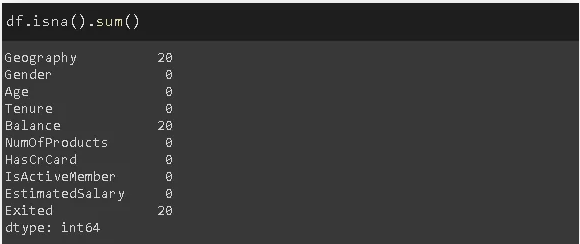 df.isna().sum()
Geography 20
Gender 0
Age 0
Tenure 0
Balance 20
NumOfProducts 0
HasCrCard 0
IsActiveMember 0
EstimatedSalary 0
Exited 20
dtype: int64